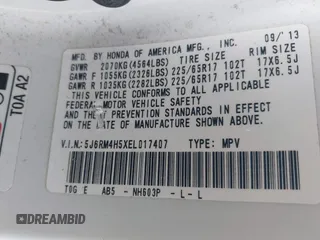 MFD. BY HONDA OF AMERICA MFG., INC. 09/'13
GVWR 2070KG(4564LBS) TIRE SIZE RIM SIZE
GAWR F 1055KG(2326LBS) 225/65R17 102T 17X6.5J
GAWR R 1035KG(2282LBS) 225/65R17 102T 17X6.5J
THIS VEHICLE CONFORMS TO ALL APPLICABLE
FEDERAL MOTOR VEHICLE SAFETY AND
THEFT PREVENTION STANDARDS IN EFFECT ON
THE DATE OF MANUFACTURE SHOWN ABOVE.
V.I.N: 5J6RM4H5XEL017407 TYPE: MPV
T0G E AB5 - NH603P - L - L
T0A A2
DREAMBID
DREAMBID.COM